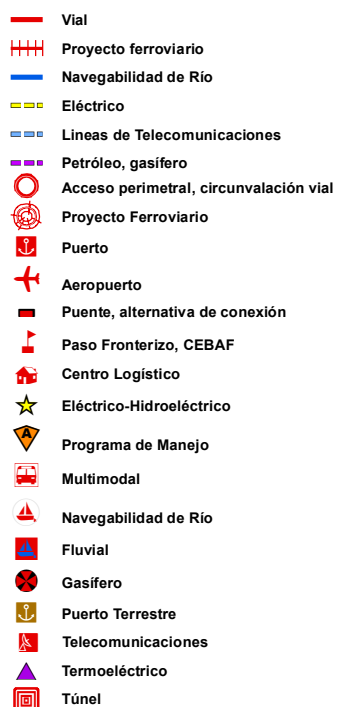 Vial
Proyecto ferroviario
Navegabilidad de Río
Eléctrico
Lineas de Telecomunicaciones
Petróleo, gasífero
Acceso perimetral, circunvalación vial
Proyecto Ferroviario
Puerto
Aeropuerto
Puente, alternativa de conexión
Paso Fronterizo, CEBAF
Centro Logístico
Eléctrico-Hidroeléctrico
A
Programa de Manejo
Multimodal
Navegabilidad de Río
Fluvial
Gasífero
Puerto Terrestre
Telecomunicaciones
Termoeléctrico
Túnel